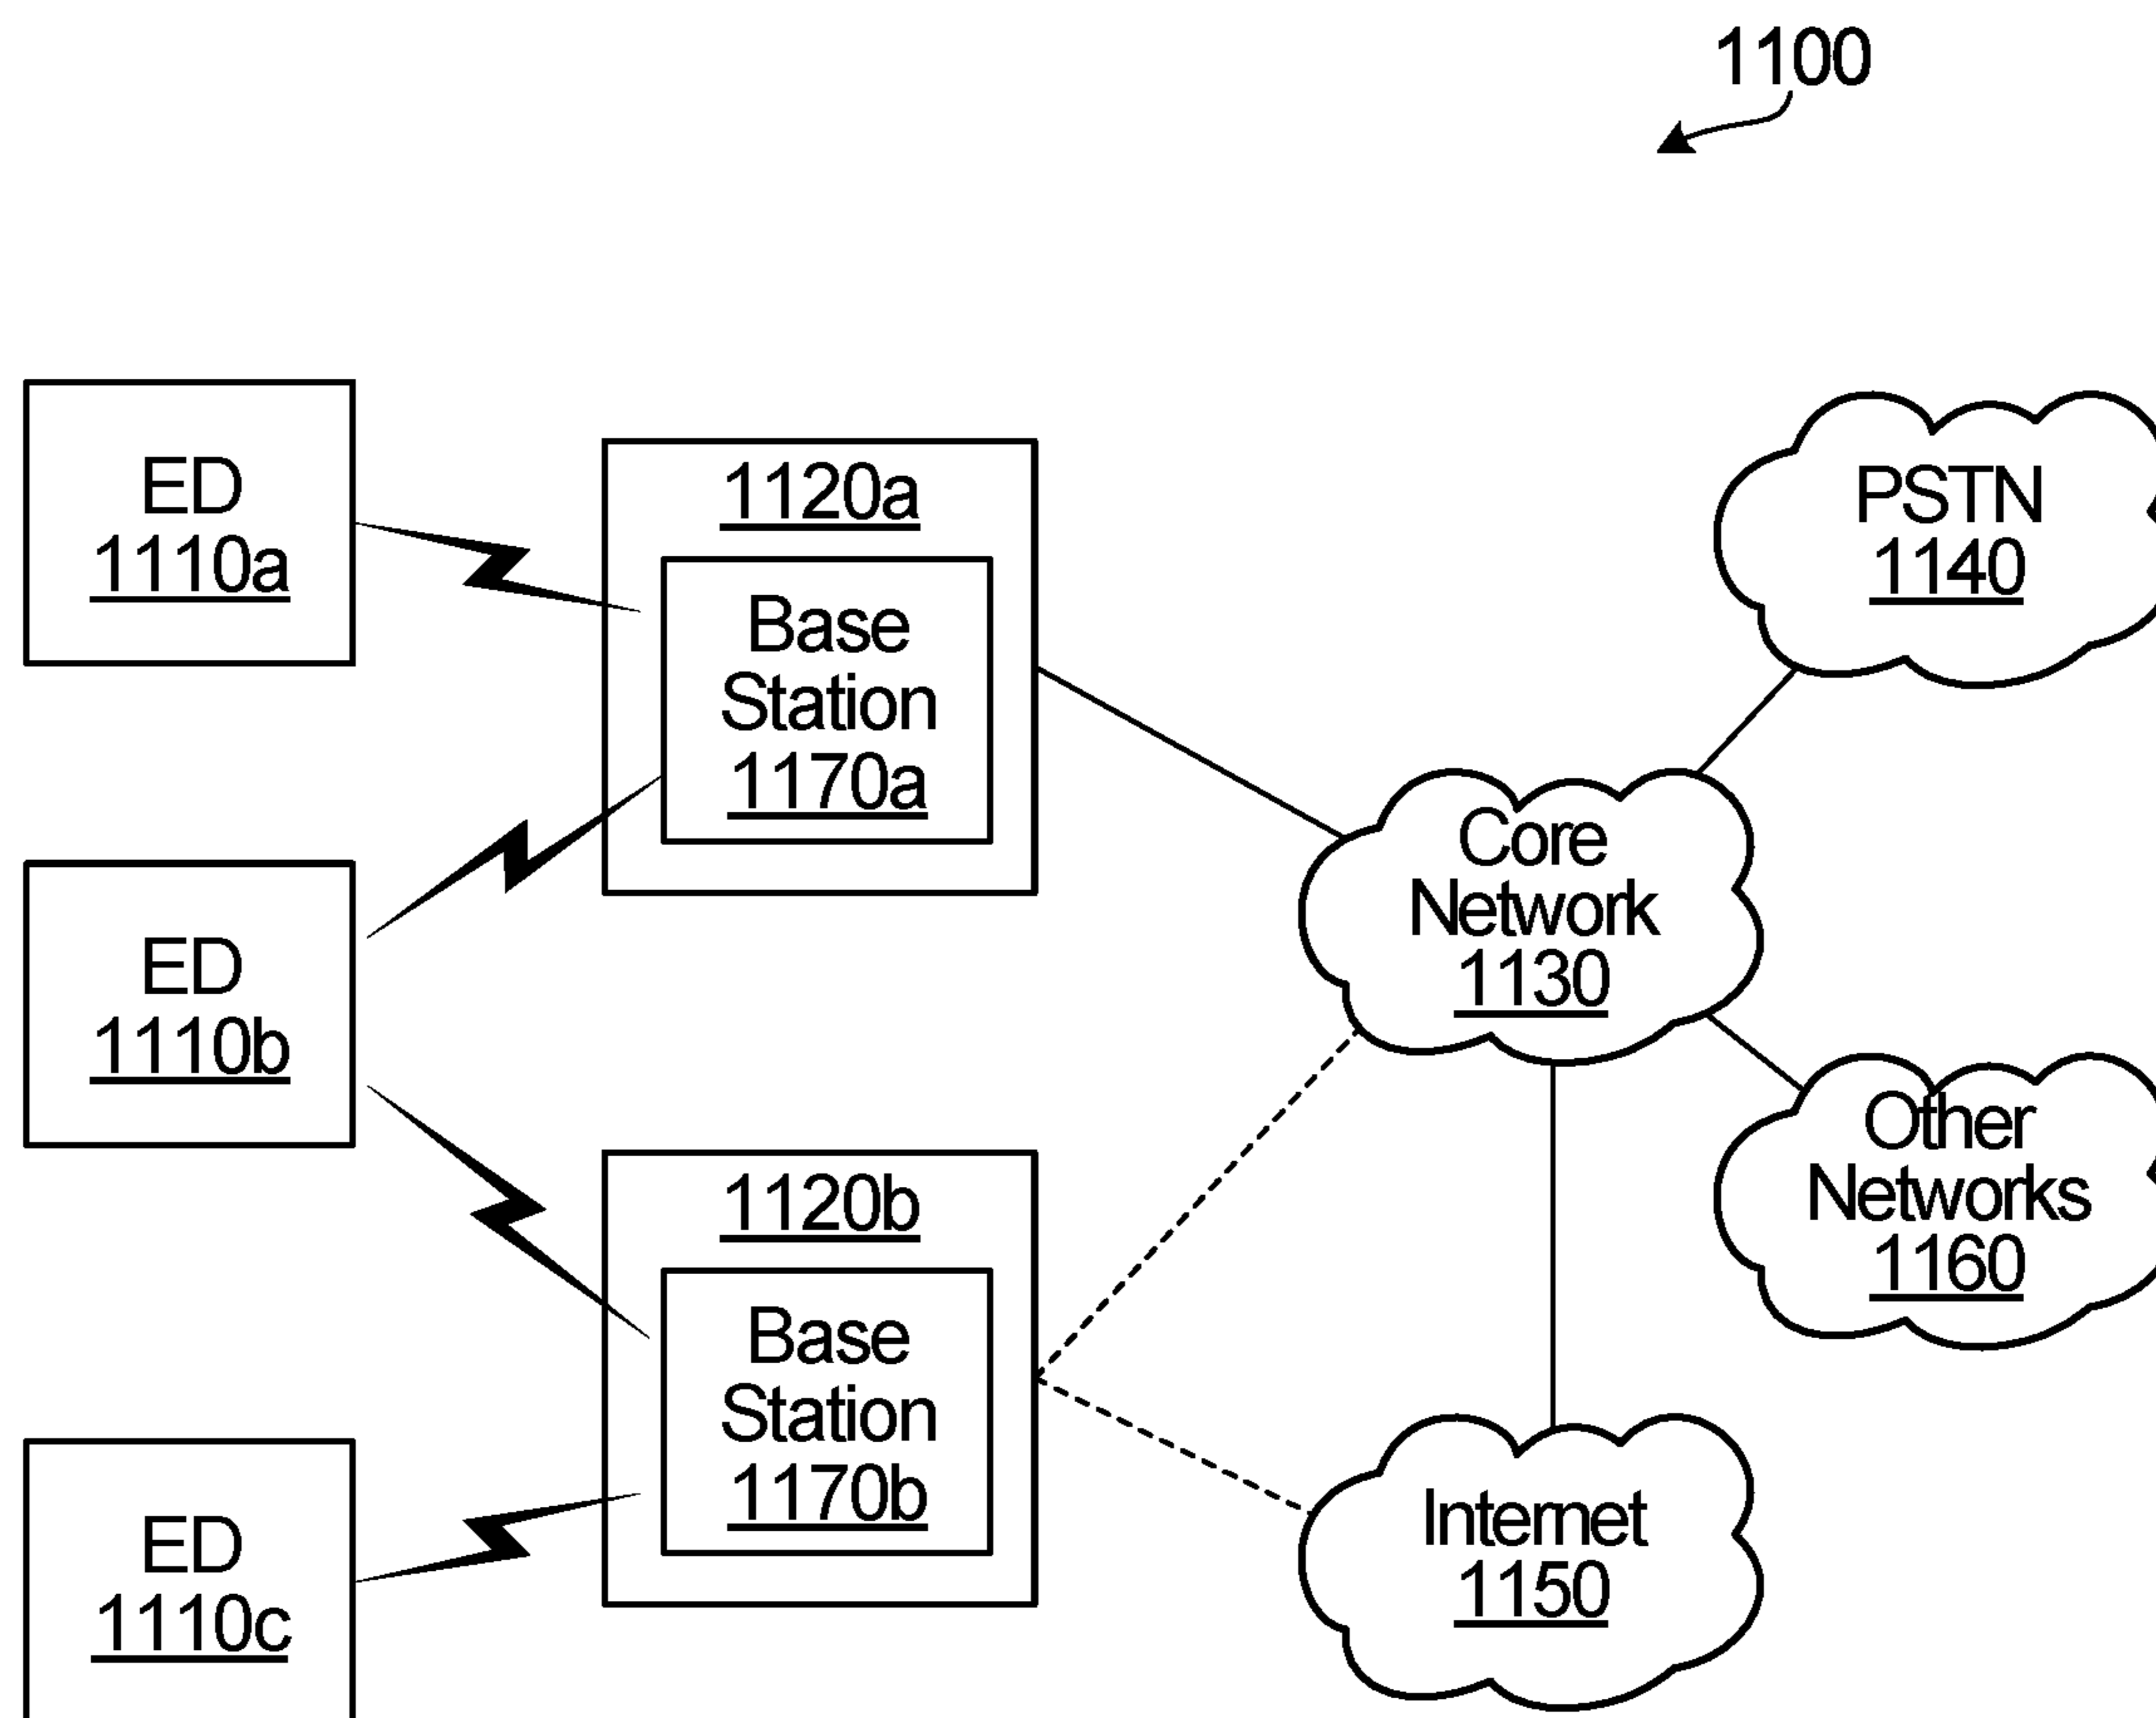 1100
ED
1110a
1120a
Base
Station
1170a
PSTN
1140
Core
Network
1130
ED
1110b
Other
Networks
1160
1120b
Base
Station
1170b
Internet
1150
ED
1110c